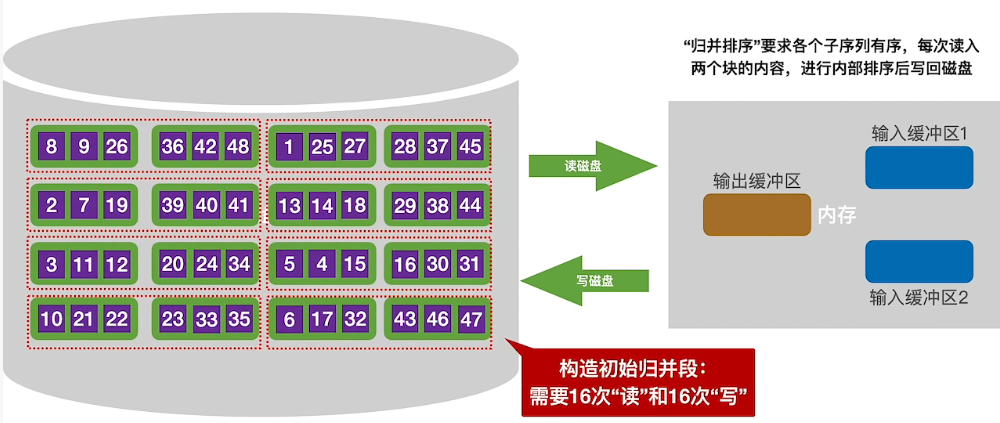 “归并排序”要求各个子序列有序，每次读入
两个块的内容，进行内部排序后写回磁盘
8 9 26 36 42 48 1 25 27 28 37 45
2 7 19 39 40 41 13 14 18 29 38 44
3 11 12 20 24 34 5 4 15 16 30 31
10 21 22 23 33 35 6 17 32 43 46 47
读磁盘
写磁盘
输入缓冲区1
输出缓冲区
内存
输入缓冲区2
构造初始归并段：
需要16次“读”和16次“写”